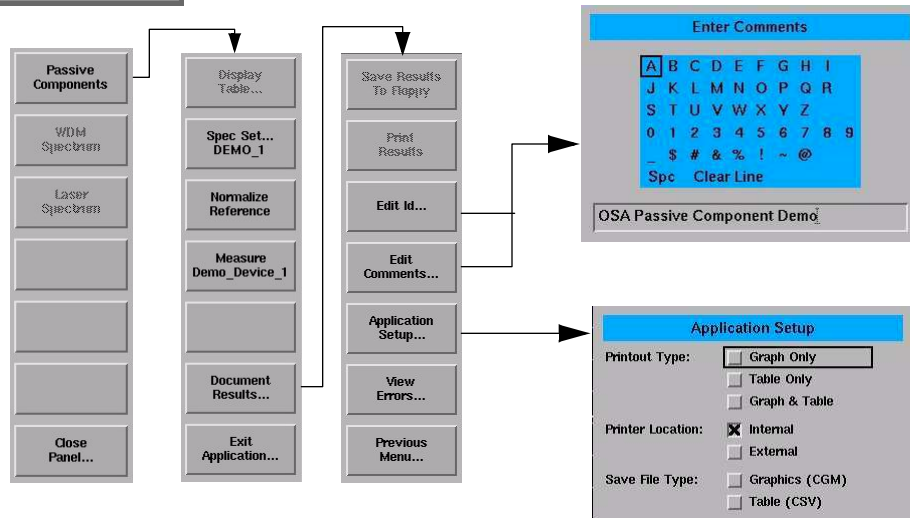 Passive
Components
WDM
Spectrum
Laser
Spectrum
Close
Panel...
Display
Table...
Spec Set...
DEMO_1
Normalize
Reference
Measure
Demo_Device_1
Document
Results...
Exit
Application...
Save Results
To Floppy
Print
Results
Edit Id...
Edit
Comments...
Application
Setup...
View
Errors...
Previous
Menu...
Enter Comments
A B C D E F G H I
J K L M N O P Q R
S T U V W X Y Z
0 1 2 3 4 5 6 7 8 9
_ $ # & % ! ~ @
Spc Clear Line
OSA Passive Component Demo
Application Setup
Printout Type: Graph Only
Table Only
Graph & Table
Printer Location: Internal
External
Save File Type: Graphics (CGM)
Table (CSV)